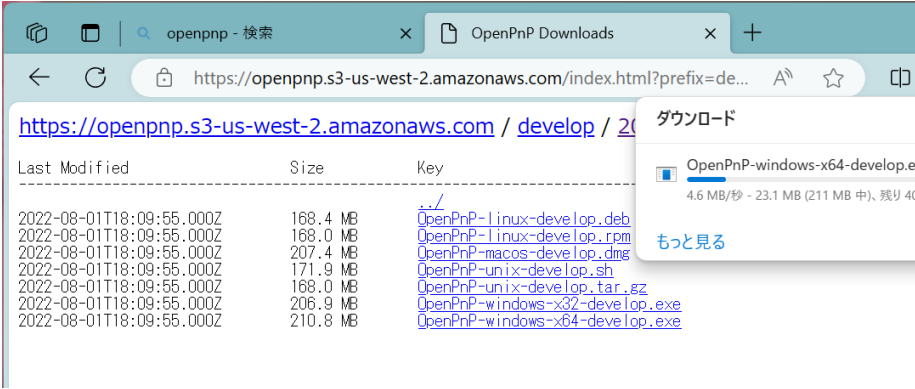 openpnp - 検索
OpenPnP Downloads
https://openpnp.s3-us-west-2.amazonaws.com/index.html?prefix=de...
https://openpnp.s3-us-west-2.amazonaws.com / develop / 20
ダウンロード
OpenPnP-windows-x64-develop.e
4.6 MB/秒 - 23.1 MB (211 MB 中)、残り 40
もっと見る
Last Modified Size Key
../
2022-08-01T18:09:55.000Z 168.4 MB OpenPnP-linux-develop.deb
2022-08-01T18:09:55.000Z 168.0 MB OpenPnP-linux-develop.rpm
2022-08-01T18:09:55.000Z 207.4 MB OpenPnP-macos-develop.dmg
2022-08-01T18:09:55.000Z 171.9 MB OpenPnP-unix-develop.sh
2022-08-01T18:09:55.000Z 168.0 MB OpenPnP-unix-develop.tar.gz
2022-08-01T18:09:55.000Z 206.9 MB OpenPnP-windows-x32-develop.exe
2022-08-01T18:09:55.000Z 210.8 MB OpenPnP-windows-x64-develop.exe